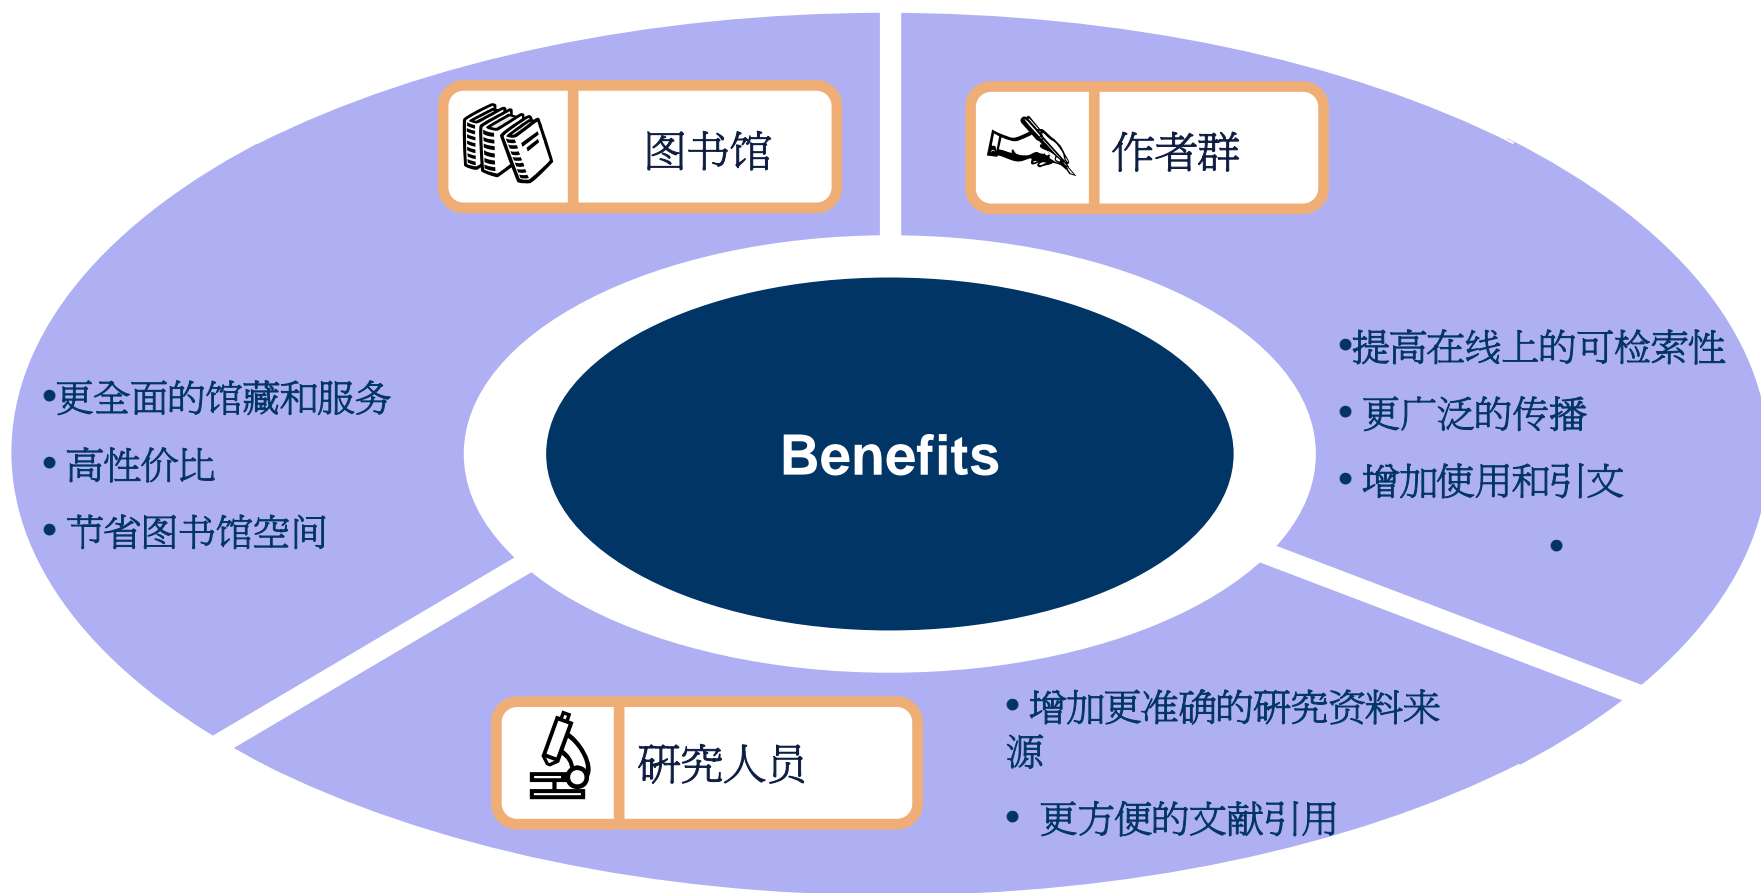 图书馆
作者群
•更全面的馆藏和服务
• 高性价比
• 节省图书馆空间
Benefits
•提高在线上的可检索性
• 更广泛的传播
• 增加使用和引文
•
研究人员
• 增加更准确的研究资料来
源
• 更方便的文献引用